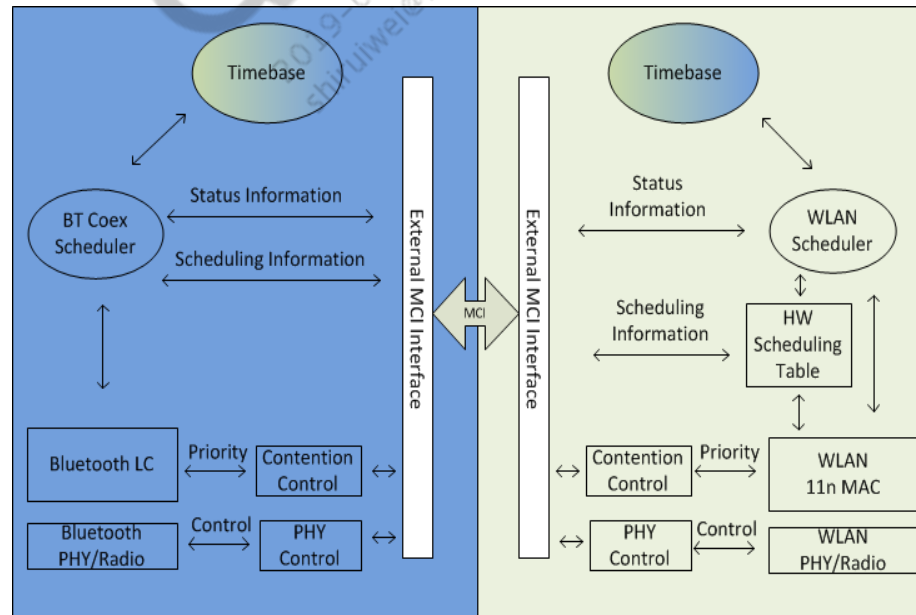 Timebase
BT Coex
Scheduler
Status Information
Scheduling Information
External MCI Interface
Bluetooth LC
Priority
Contention
Control
Bluetooth
PHY/Radio
Control
PHY
Control
MCI
Timebase
External MCI Interface
Status
Information
WLAN
Scheduler
Scheduling
Information
HW
Scheduling
Table
Contention
Control
Priority
WLAN
11n MAC
PHY
Control
Control
WLAN
PHY/Radio